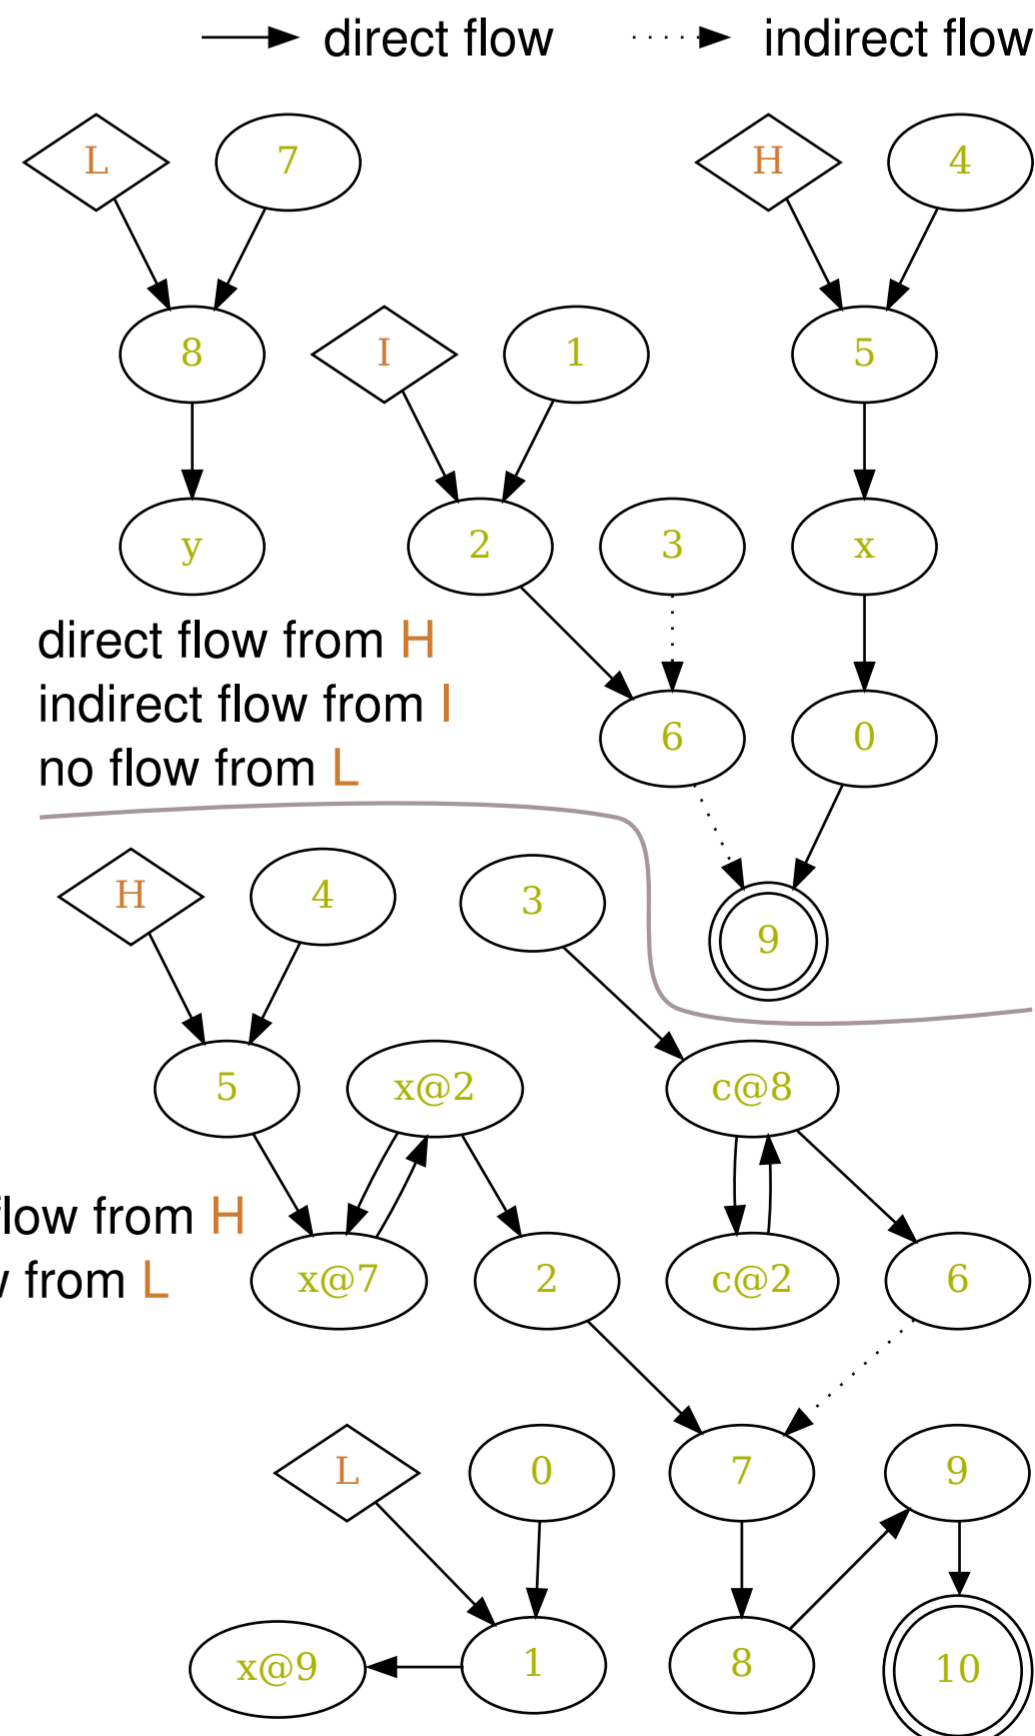 direct flow indirect flow
L 7 H 4
8 I 1 5
y 2 3 x
direct flow from H
indirect flow from I
no flow from L
6 0
9
H 4 3
5 x@2 c@8
flow from H
x@7 2 c@2 6
from L
L 0 7 9
x@9 1 8 10